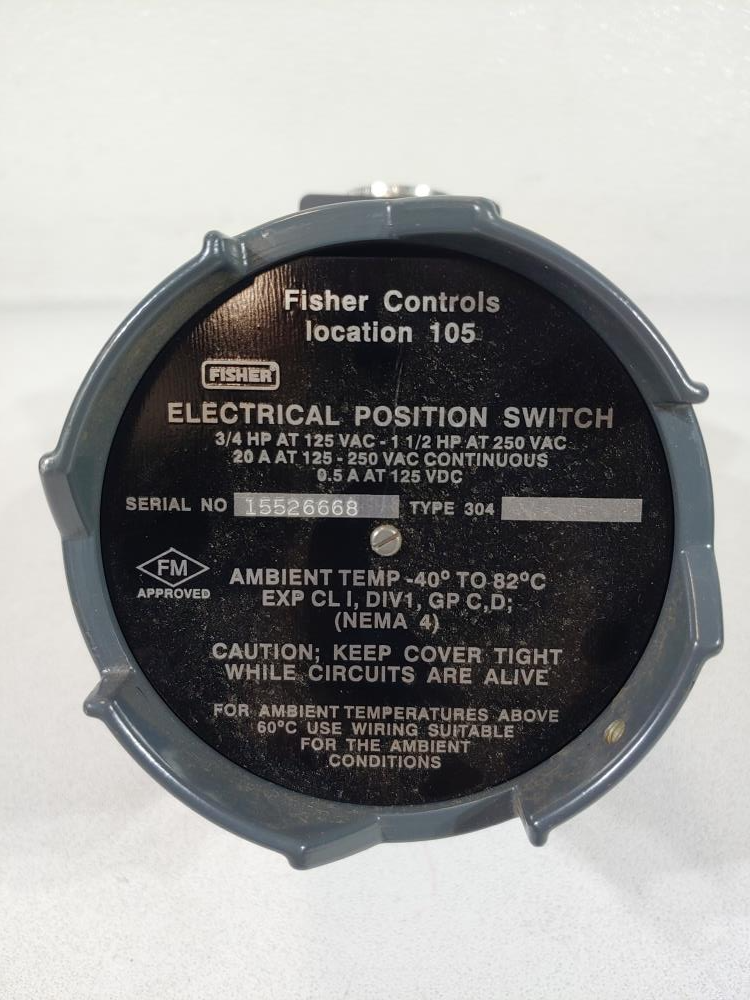 Fisher Controls
location 105
FISHER
ELECTRICAL POSITION SWITCH
3/4 HP AT 125 VAC - 1 1/2 HP AT 250 VAC
20 A AT 125 - 250 VAC CONTINUOUS
0.5 A AT 125 VDC
SERIAL NO 15526668 TYPE 304
FM
APPROVED
AMBIENT TEMP -40° TO 82°C
EXP CL I, DIV1, GP C,D;
(NEMA 4)
CAUTION; KEEP COVER TIGHT
WHILE CIRCUITS ARE ALIVE
FOR AMBIENT TEMPERATURES ABOVE
60°C USE WIRING SUITABLE
FOR THE AMBIENT
CONDITIONS